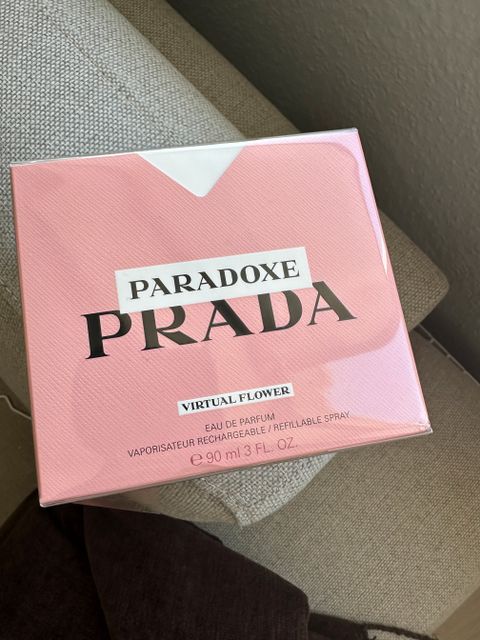 PARADOXE
PRADA
VIRTUAL FLOWER
EAU DE PARFUM
VAPORISATEUR RECHARGEABLE / REFILLABLE SPRAY
℮ 90 ml 3 FL. OZ.